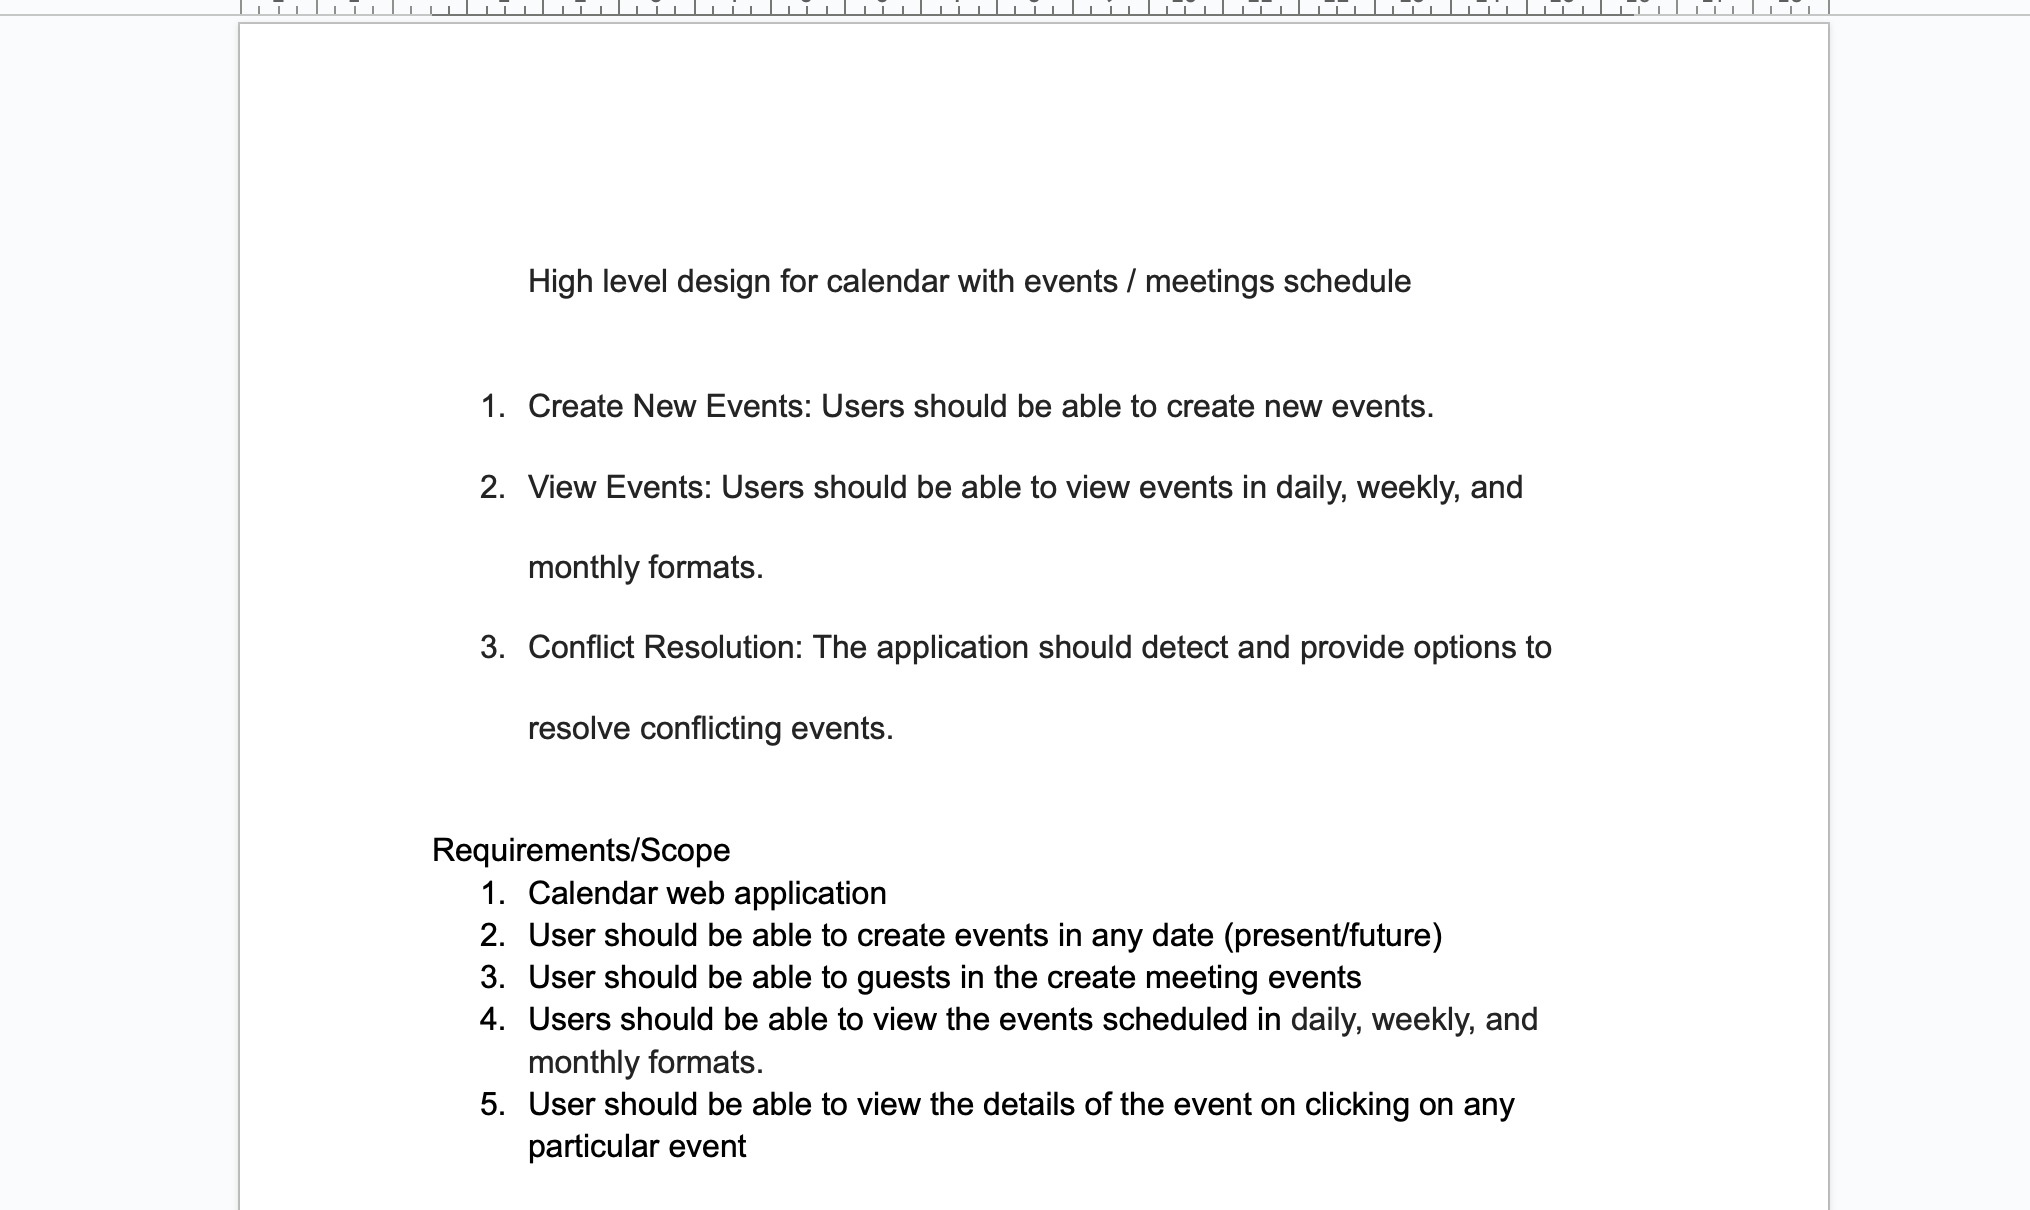 High level design for calendar with events / meetings schedule
1. Create New Events: Users should be able to create new events.
2. View Events: Users should be able to view events in daily, weekly, and
monthly formats.
3. Conflict Resolution: The application should detect and provide options to
resolve conflicting events.
Requirements/Scope
1. Calendar web application
2. User should be able to create events in any date (present/future)
3. User should be able to guests in the create meeting events
4. Users should be able to view the events scheduled in daily, weekly, and
monthly formats.
5. User should be able to view the details of the event on clicking on any
particular event